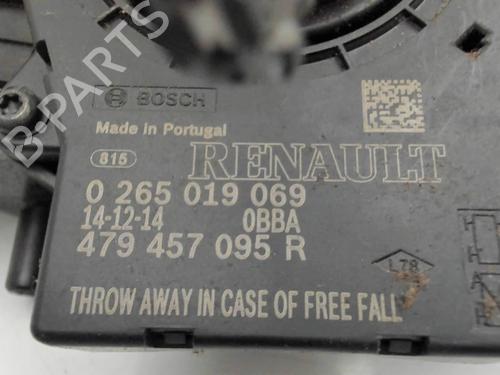 BOSCH
Made in Portugal
815
RENAULT
0 265 019 069
14-12-14 0BBA
479 457 095 R
L78
THROW AWAY IN CASE OF FREE FALL
B-PARTS